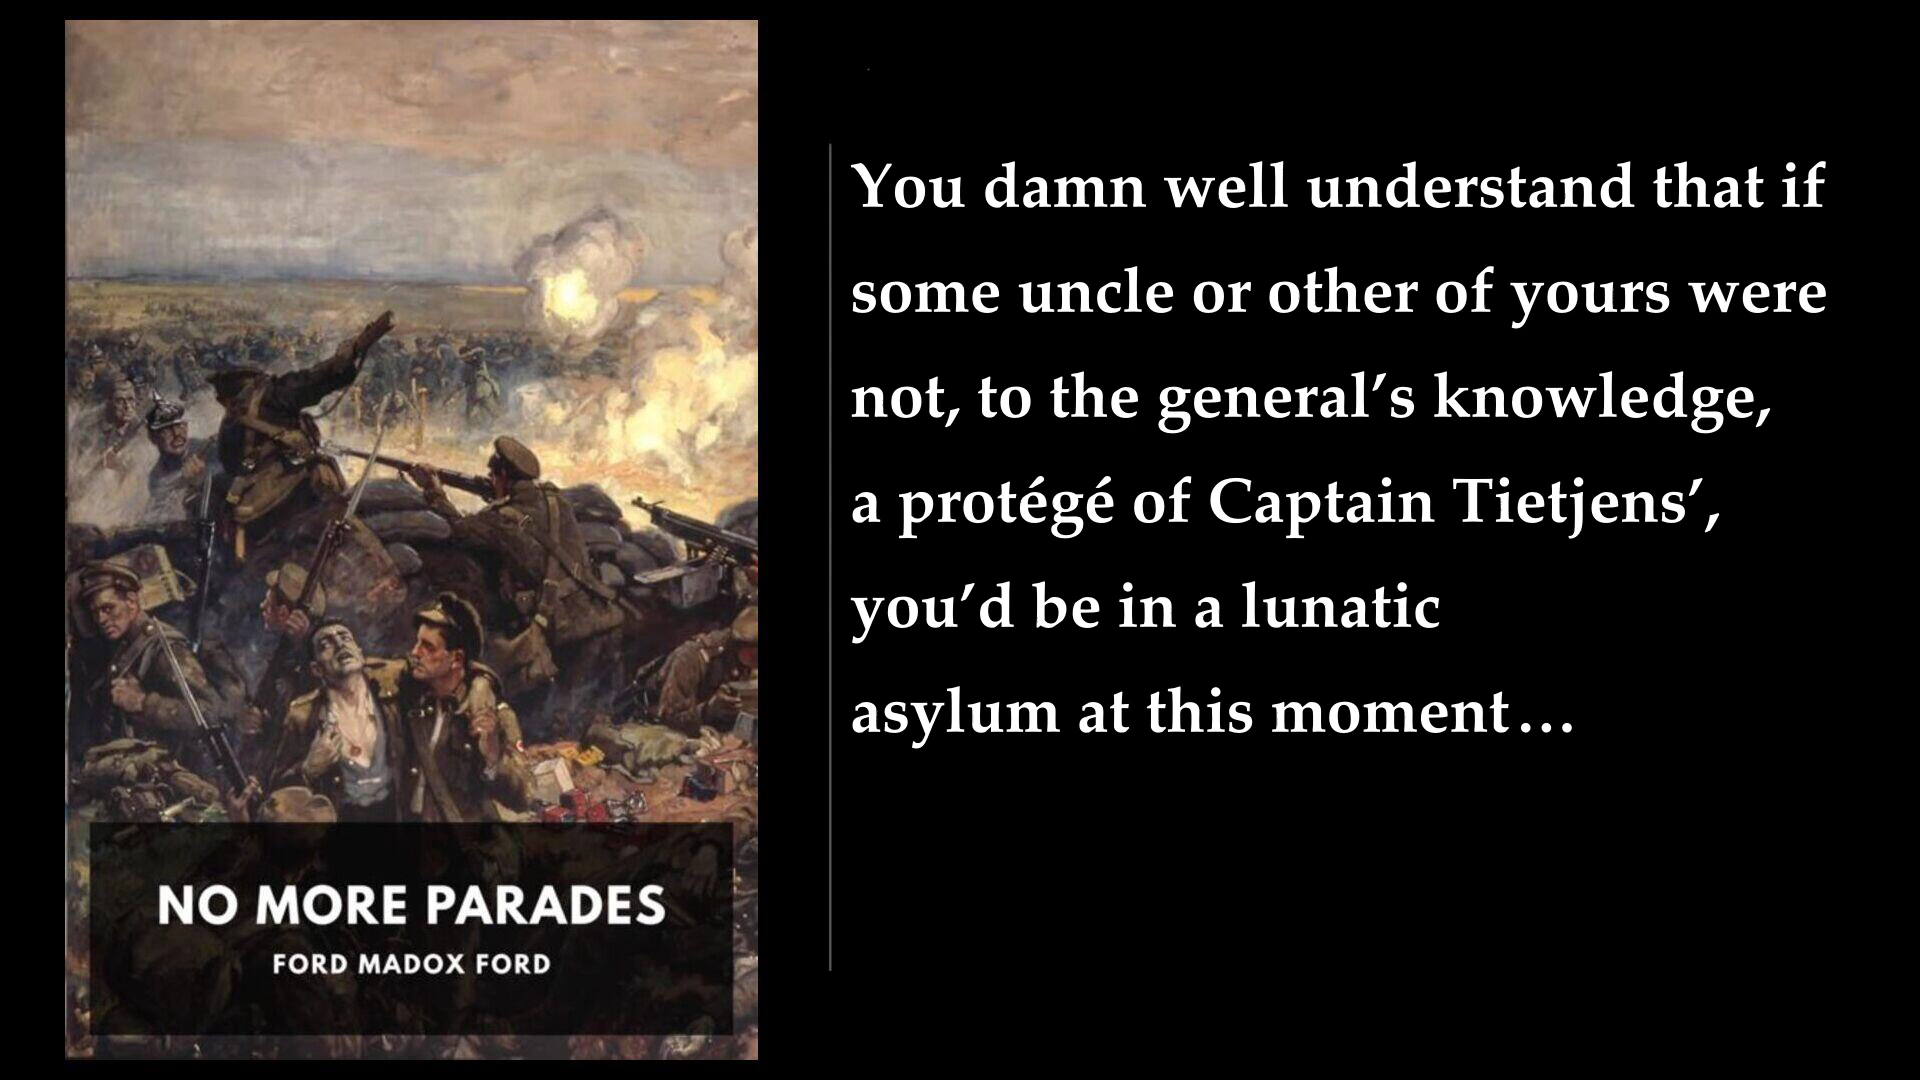 You damn well understand that if
some uncle or other of yours were
not, to the general’s knowledge,
a protégé of Captain Tietjens’,
you’d be in a lunatic
asylum at this moment…
NO MORE PARADES
FORD MADOX FORD